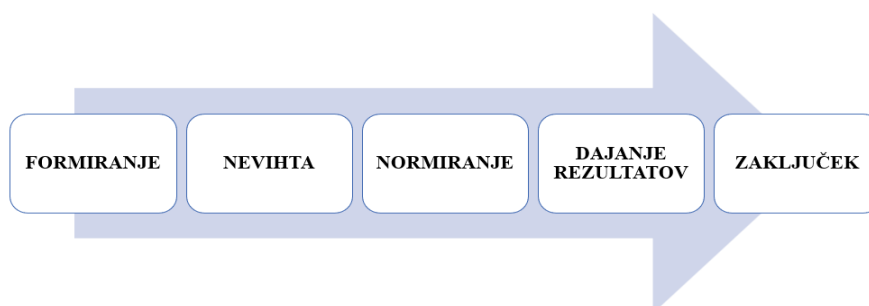 FORMIRANJE
NEVIHTA
NORMIRANJE
DAJANJE
REZULTATOV
ZAKLJUČEK